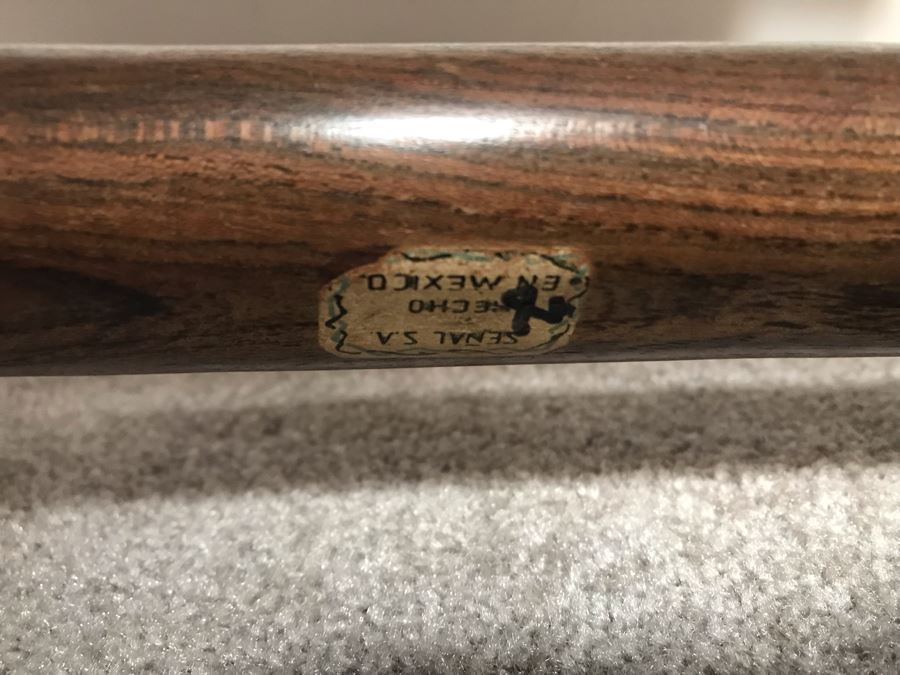 SENAL S.A.
HECHO
EN MEXICO.